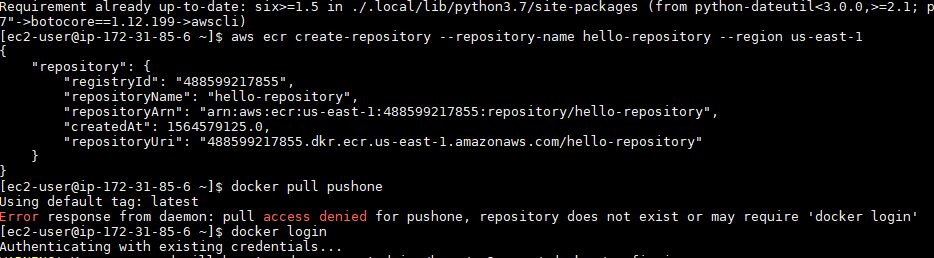 Requirement already up-to-date: six>=1.5 in ./.local/lib/python3.7/site-packages (from python-dateutil<3.0.0,>=2.1; p
7"->botocore==1.12.199->awscli)
[ec2-user@ip-172-31-85-6 ~]$ aws ecr create-repository --repository-name hello-repository --region us-east-1
{
    "repository": {
        "registryId": "488599217855",
        "repositoryName": "hello-repository",
        "repositoryArn": "arn:aws:ecr:us-east-1:488599217855:repository/hello-repository",
        "createdAt": 1564579125.0,
        "repositoryUri": "488599217855.dkr.ecr.us-east-1.amazonaws.com/hello-repository"
    }
}
[ec2-user@ip-172-31-85-6 ~]$ docker pull pushone
Using default tag: latest
Error response from daemon: pull access denied for pushone, repository does not exist or may require 'docker login'
[ec2-user@ip-172-31-85-6 ~]$ docker login
Authenticating with existing credentials...